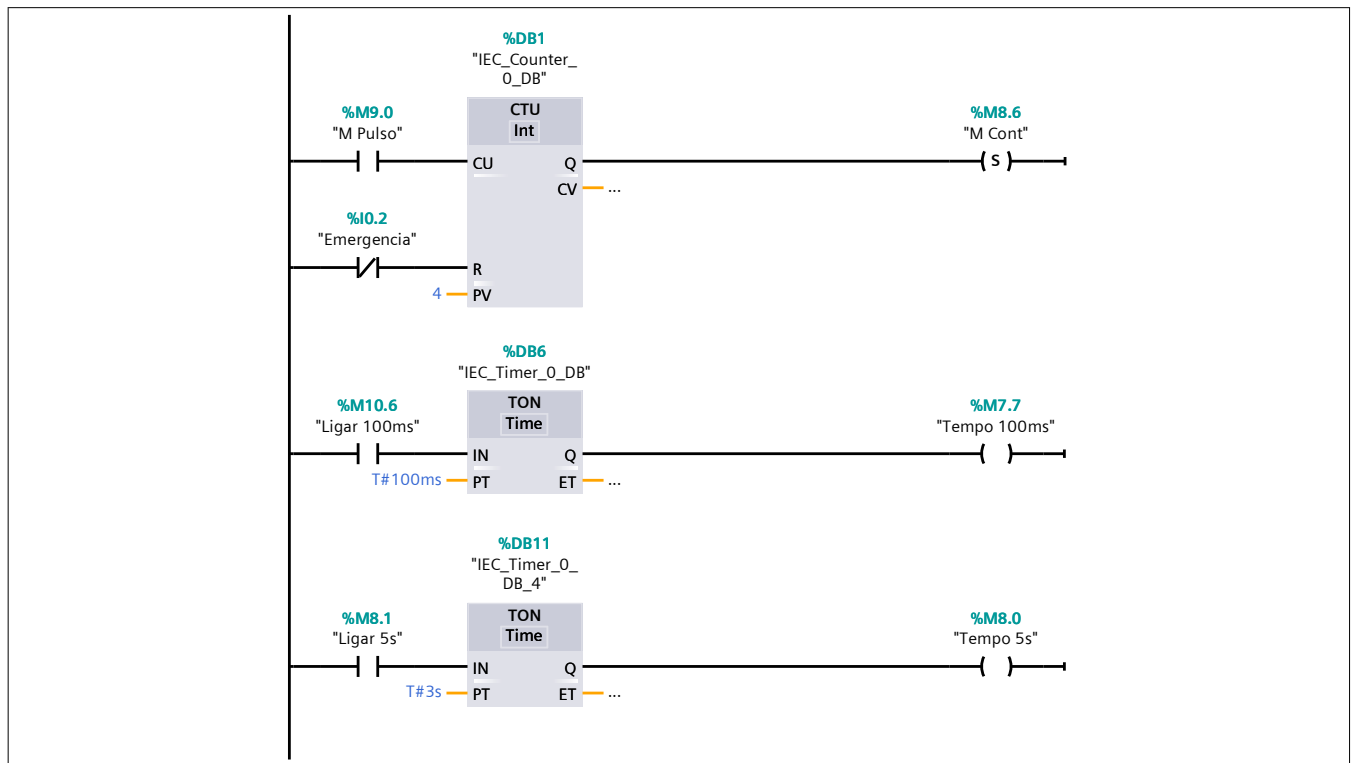 %DB1
"IEC_Counter_
0_DB"
CTU
Int
%M9.0
"M Pulso"
%M8.6
"M Cont"
CU Q
S
CV ...
%I0.2
"Emergencia"
R
4 PV
%DB6
"IEC_Timer_0_DB"
TON
Time
%M10.6
"Ligar 100ms"
%M7.7
"Tempo 100ms"
IN Q
T#100ms PT ET ...
%DB11
"IEC_Timer_0_
DB_4"
TON
Time
%M8.1
"Ligar 5s"
%M8.0
"Tempo 5s"
IN Q
T#3s PT ET ...